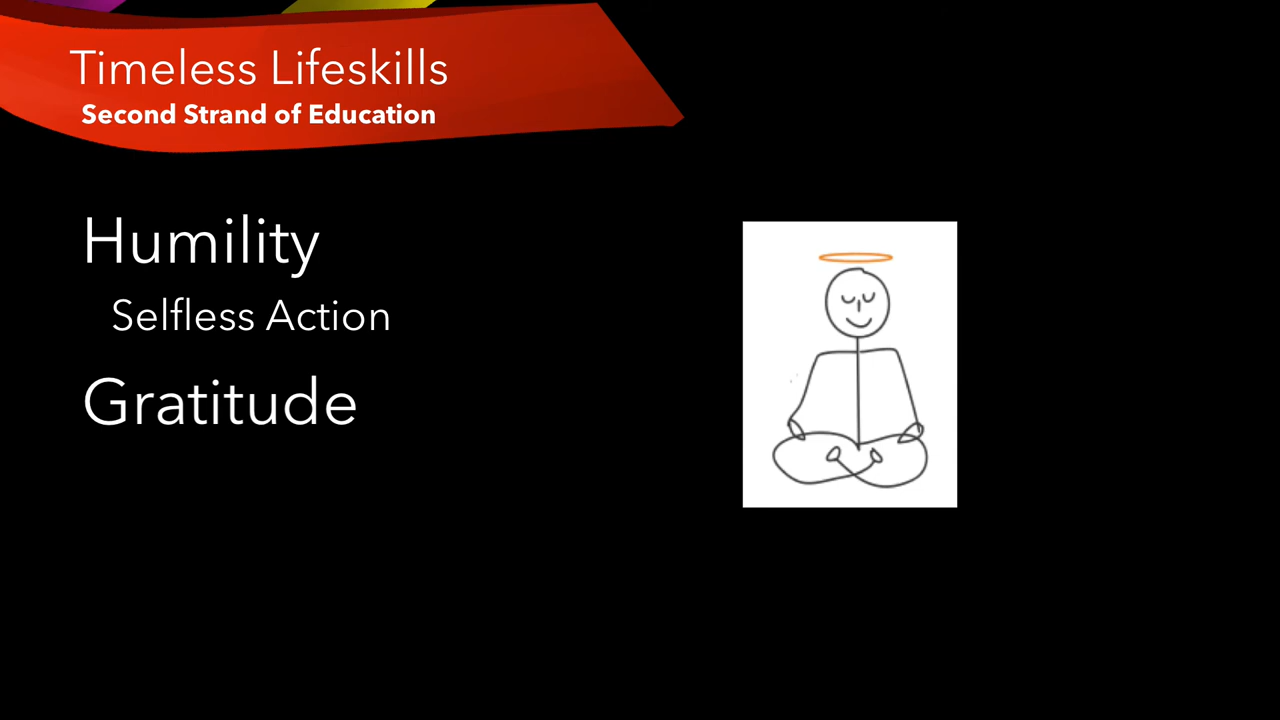 Timeless Lifeskills
Second Strand of Education
Humility
Selfless Action
Gratitude